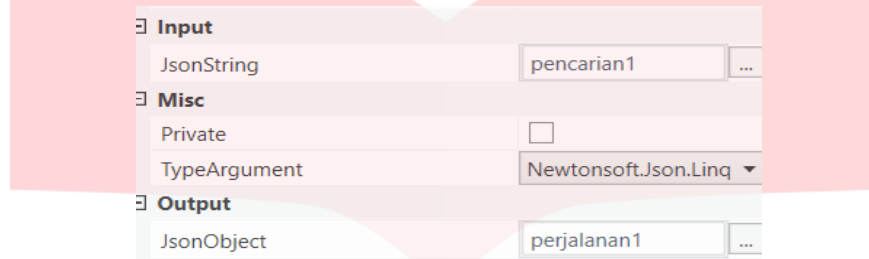 Input
JsonString pencarian1 ...
Misc
Private
TypeArgument Newtonsoft.Json.Linq
Output
JsonObject perjalanan1 ...